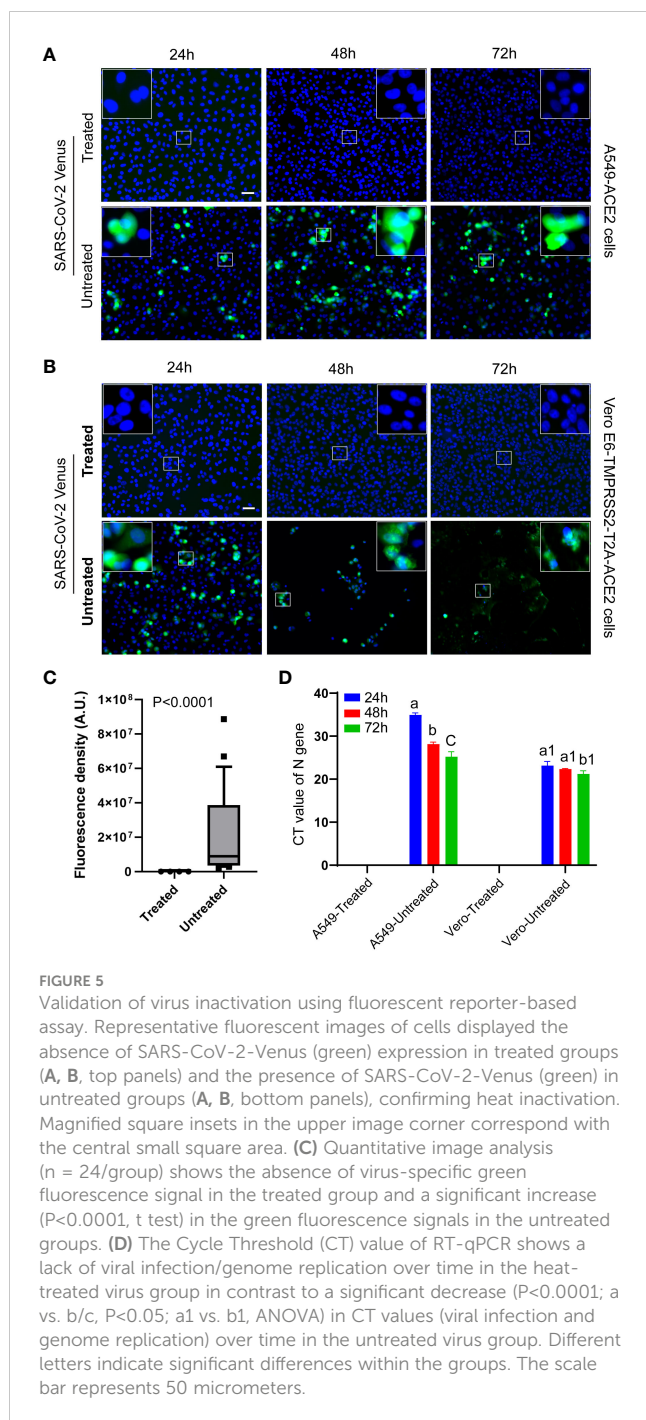 A
24h 48h 72h
SARS-CoV-2 Venus
Treated
Untreated
A549-ACE2 cells
B
24h 48h 72h
SARS-CoV-2 Venus
Treated
Untreated
Vero E6-TMPRSS2-T2A-ACE2 cells
C
P<0.0001
Fluorescence density (A.U.)
1×10⁸
8×10⁷
6×10⁷
4×10⁷
2×10⁷
0
Treated
Untreated
D
24h
48h
72h
CT value of N gene
40
30
20
10
0
a
b
C
a1 a1 b1
A549-Treated
A549-Untreated
Vero-Treated
Vero-Untreated
FIGURE 5
Validation of virus inactivation using fluorescent reporter-based
assay. Representative fluorescent images of cells displayed the
absence of SARS-CoV-2-Venus (green) expression in treated groups
(A, B, top panels) and the presence of SARS-CoV-2-Venus (green) in
untreated groups (A, B, bottom panels), confirming heat inactivation.
Magnified square insets in the upper image corner correspond with
the central small square area. (C) Quantitative image analysis
(n = 24/group) shows the absence of virus-specific green
fluorescence signal in the treated group and a significant increase
(P<0.0001, t test) in the green fluorescence signals in the untreated
groups. (D) The Cycle Threshold (CT) value of RT-qPCR shows a
lack of viral infection/genome replication over time in the heat-
treated virus group in contrast to a significant decrease (P<0.0001; a
vs. b/c, P<0.05; a1 vs. b1, ANOVA) in CT values (viral infection and
genome replication) over time in the untreated virus group. Different
letters indicate significant differences within the groups. The scale
bar represents 50 micrometers.